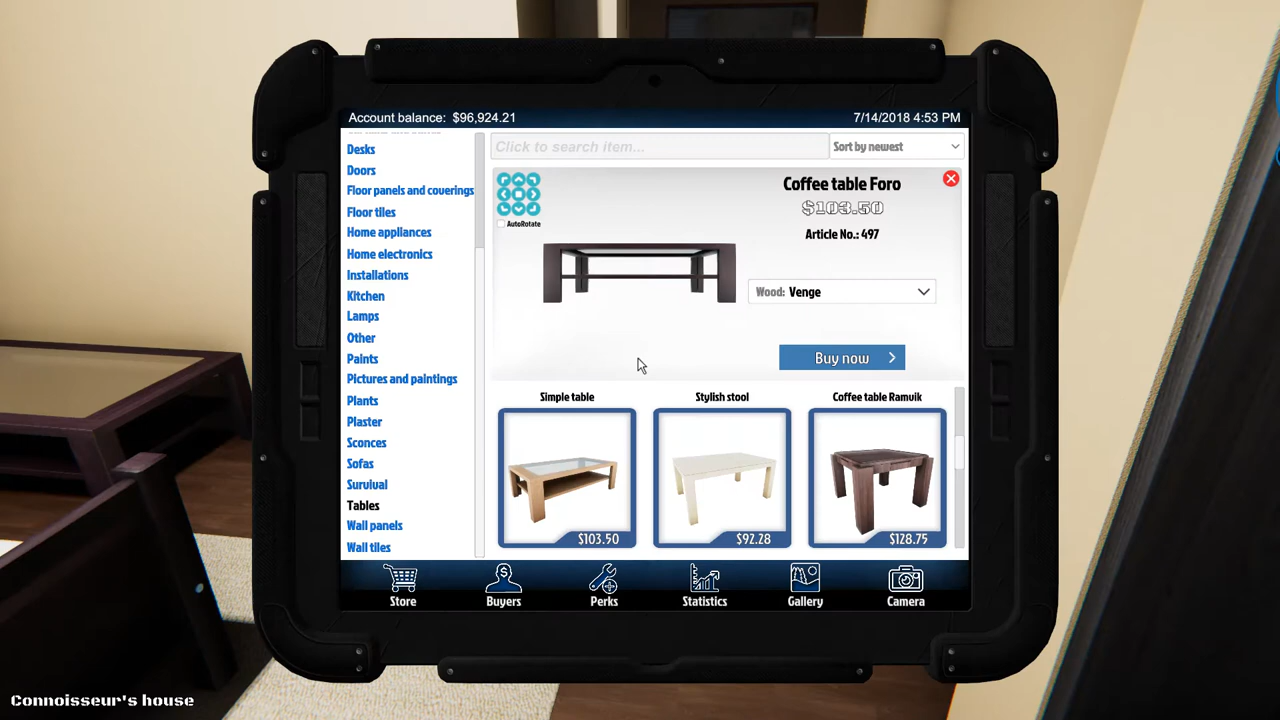 Account balance: $96,924.21
7/14/2018 4:53 PM
Desks
Doors
Floor panels and coverings
Floor tiles
Home appliances
Home electronics
Installations
Kitchen
Lamps
Other
Paints
Pictures and paintings
Plants
Plaster
Sconces
Sofas
Survival
Tables
Wall panels
Wall tiles
Click to search item...
Sort by newest
AutoRotate
Coffee table Foro
$103.50
Article No.: 497
Wood: Venge
Buy now
Simple table
$103.50
Stylish stool
$92.28
Coffee table Ramvik
$128.75
Store
Buyers
Perks
Statistics
Gallery
Camera
Connoisseur's house